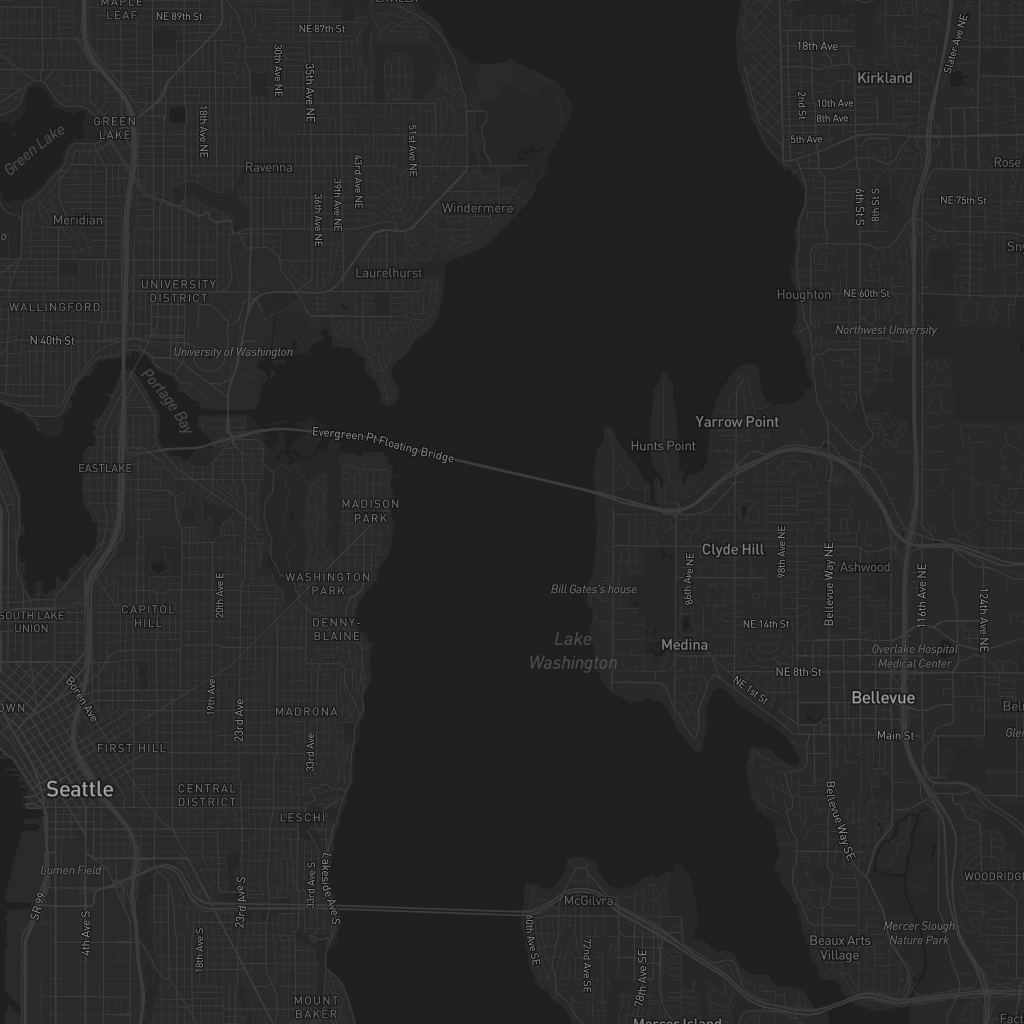 MAPLE
LEAF
NE 89th St
NE 87th St
18th Ave
Slater Ave NE
30th Ave NE
35th Ave NE
Kirkland
2nd St
10th Ave
8th Ave
GREEN
LAKE
18th Ave NE
51st Ave NE
5th Ave
Green Lake
Ravenna
43rd Ave NE
Rose
39th Ave NE
36th Ave NE
6th St S
8th St S
NE 75th St
Windermere
Meridian
o
Sny
Laurelhurst
UNIVERSITY
DISTRICT
Houghton
NE 60th St
WALLINGFORD
Northwest University
N 40th St
University of Washington
Portage Bay
Yarrow Point
Evergreen Pt Floating Bridge
Hunts Point
EASTLAKE
MADISON
PARK
Clyde Hill
98th Ave NE
Bellevue Way NE
Ashwood
WASHINGTON
PARK
86th Ave NE
Bill Gates's house
20th Ave E
116th Ave NE
124th Ave NE
CAPITOL
HILL
SOUTH LAKE
UNION
DENNY-
BLAINE
NE 14th St
Lake
Washington
Medina
Overlake Hospital
Medical Center
NE 8th St
Boren Ave
19th Ave
NE 1st St
Bellevue
OWN
23rd Ave
MADRONA
Bel
Main St
Gle
FIRST HILL
33rd Ave
Seattle
CENTRAL
DISTRICT
LESCHI
Bellevue Way SE
Lumen Field
33rd Ave S
Lakeside Ave S
WOODRIDGE
SR 99
23rd Ave S
McGilvra
4th Ave S
18th Ave S
60th Ave SE
72nd Ave SE
78th Ave SE
Mercer Slough
Nature Park
Beaux Arts
Village
MOUNT
BAKER
Mercer Island
Fact